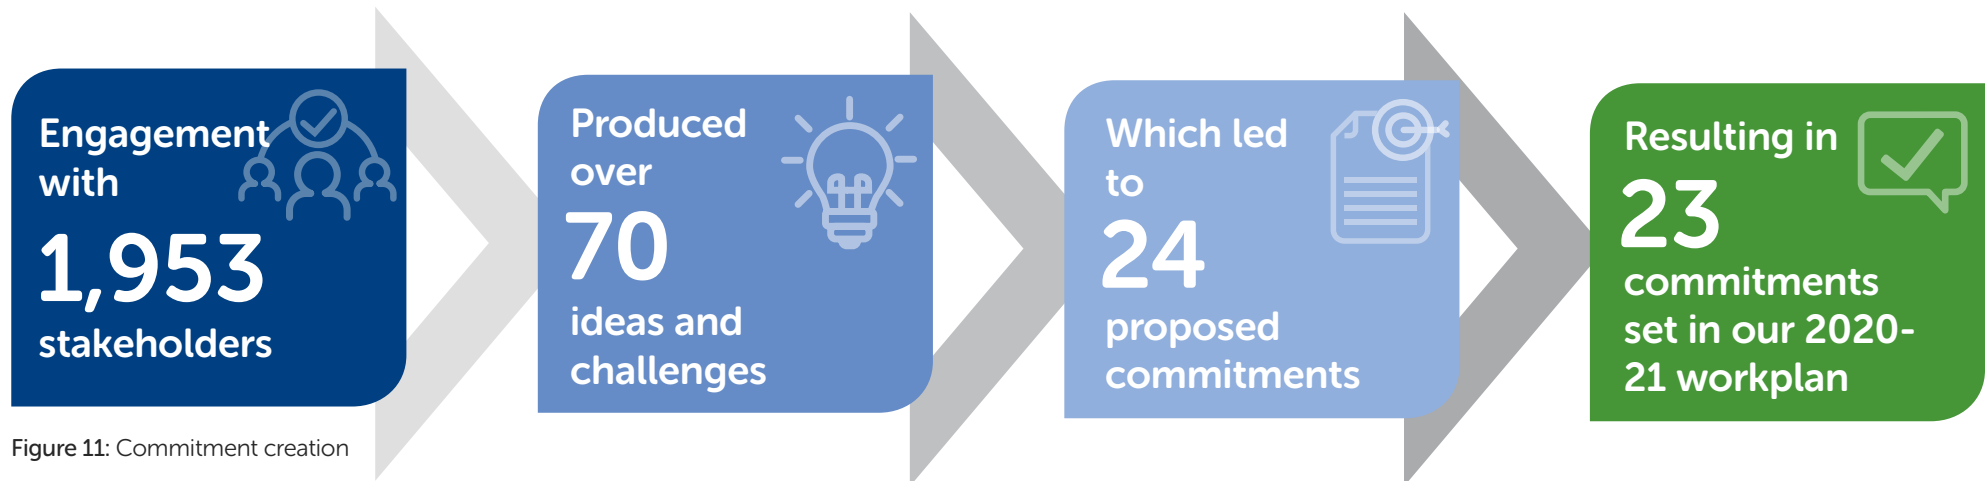 Engagement
with
1,953
stakeholders
Produced
over
70
ideas and
challenges
Which led
to
24
proposed
commitments
Resulting in
23
commitments
set in our 2020-
21 workplan
Figure 11: Commitment creation